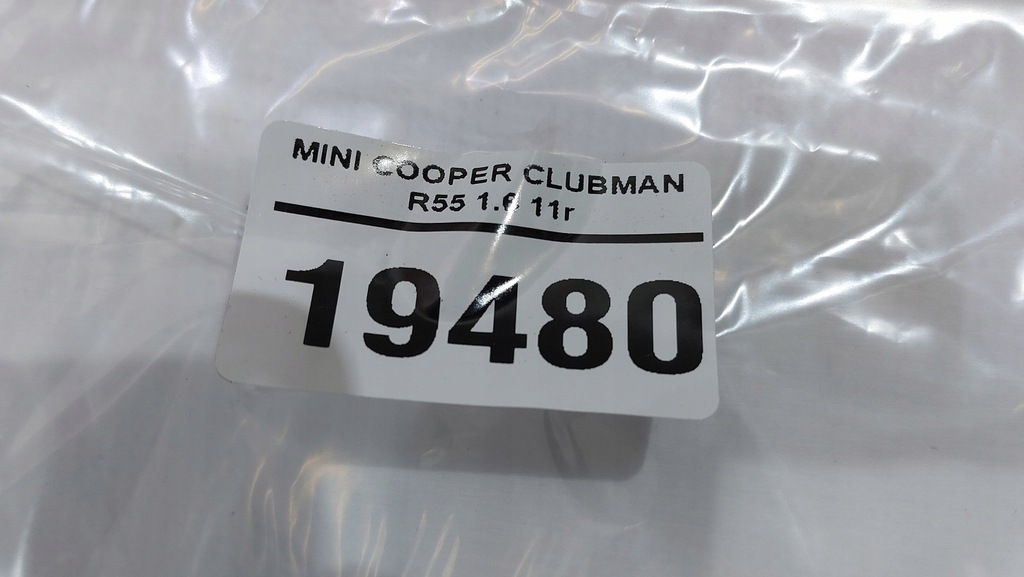 MINI COOPER CLUBMAN
R55 1.6 11r
19480